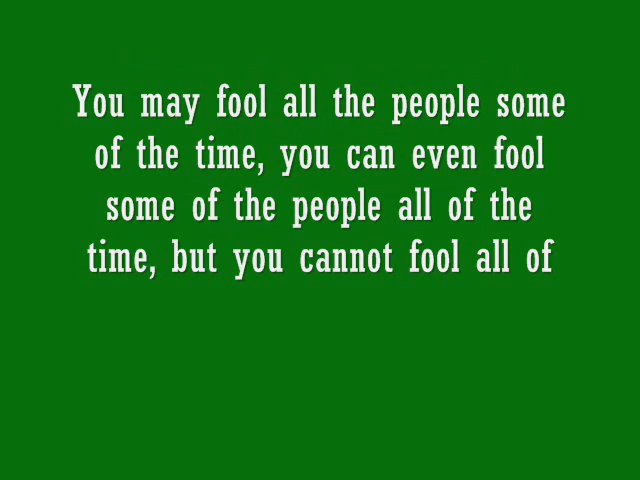 You may fool all the people some
of the time, you can even fool
some of the people all of the
time, but you cannot fool all of